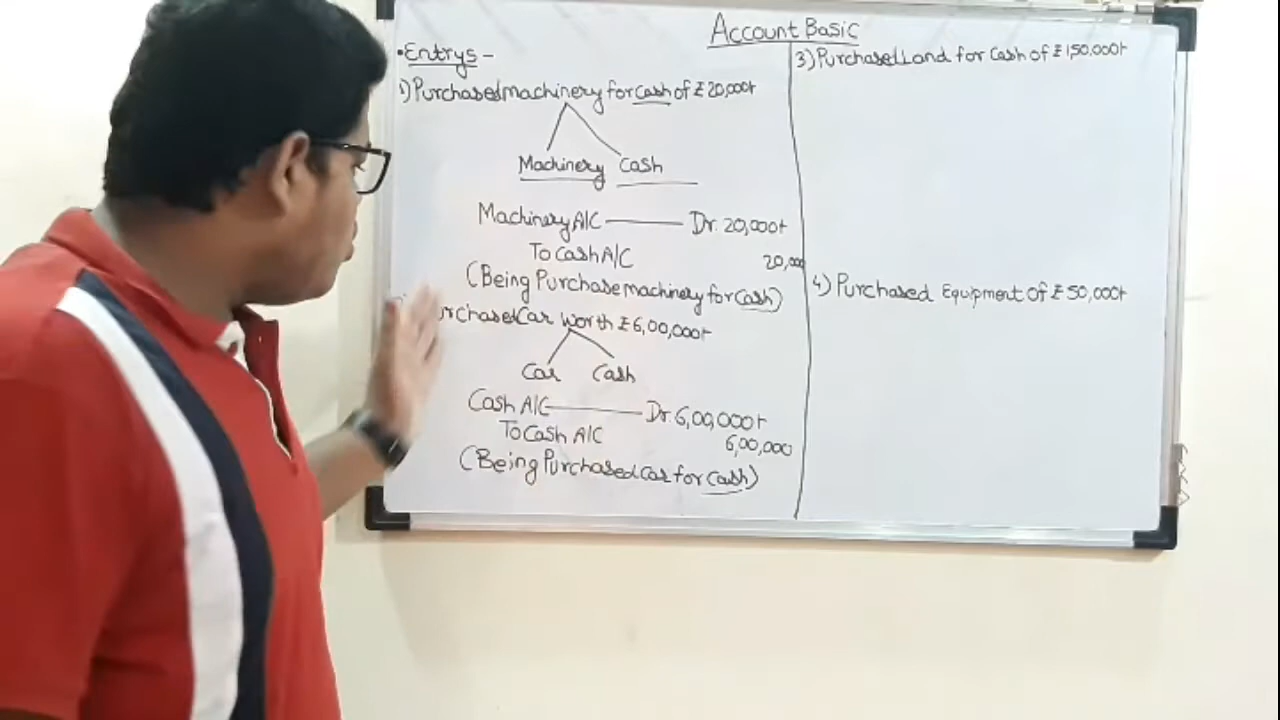 Account Basic
•Entrys –
1) Purchased machinery for cash of ₹ 20,000/-
Machinery Cash
Machinery A/C ——— Dr. 20,000/-
To Cash A/C 20,000
(Being Purchase machinery for Cash)
urchased Car worth ₹ 6,00,000/-
Car Cash
Cash A/C ——— Dr. 6,00,000/-
To Cash A/C 6,00,000
(Being Purchased Car for Cash)
3) Purchased Land for Cash of ₹ 1,50,000/-
4) Purchased Equipment Of ₹ 50,000/-